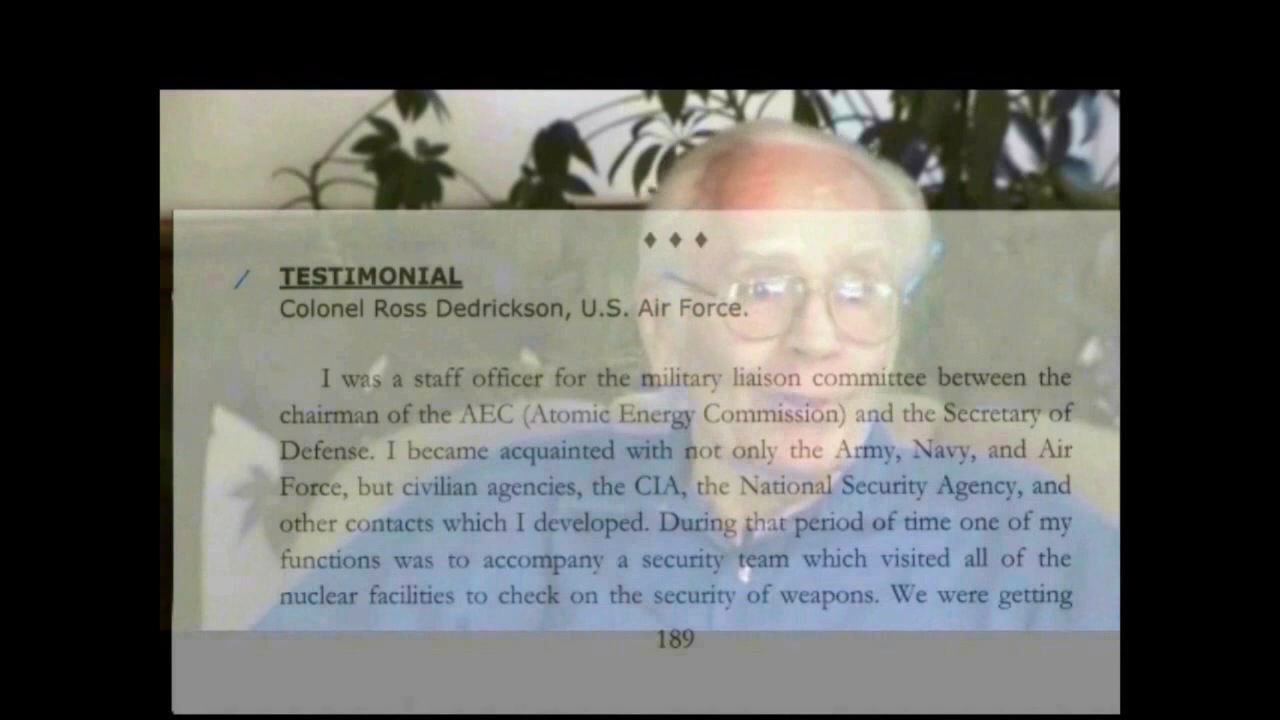 TESTIMONIAL
Colonel Ross Dedrickson, U.S. Air Force.
I was a staff officer for the military liaison committee between the
chairman of the AEC (Atomic Energy Commission) and the Secretary of
Defense. I became acquainted with not only the Army, Navy, and Air
Force, but civilian agencies, the CIA, the National Security Agency, and
other contacts which I developed. During that period of time one of my
functions was to accompany a security team which visited all of the
nuclear facilities to check on the security of weapons. We were getting
189